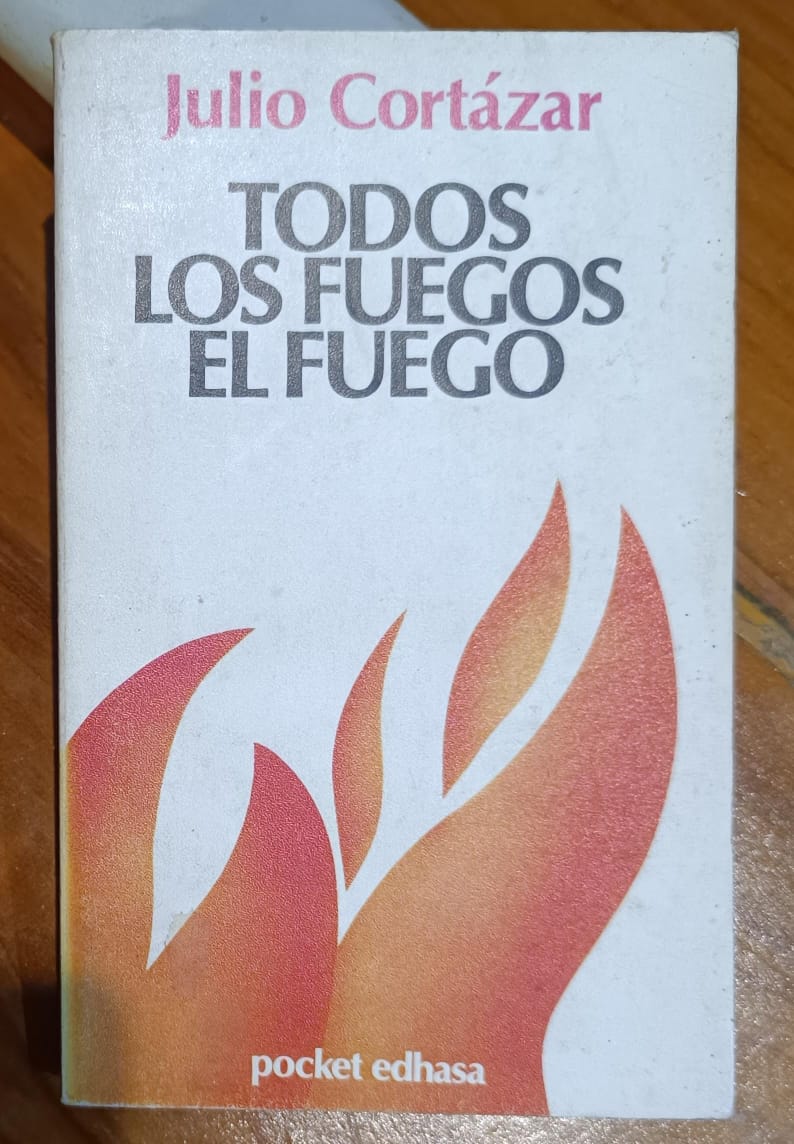 Julio Cortázar
TODOS
LOS FUEGOS
EL FUEGO
pocket edhasa